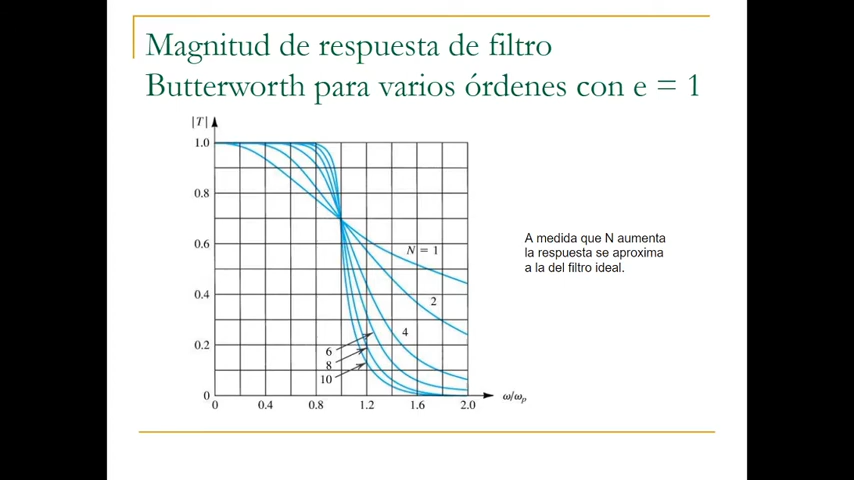 Magnitud de respuesta de filtro
Butterworth para varios órdenes con e = 1
|T|
1.0
0.8
0.6
0.4
0.2
0
N = 1
2
4
6
8
10
0 0.4 0.8 1.2 1.6 2.0 ω/ωp
A medida que N aumenta
la respuesta se aproxima
a la del filtro ideal.